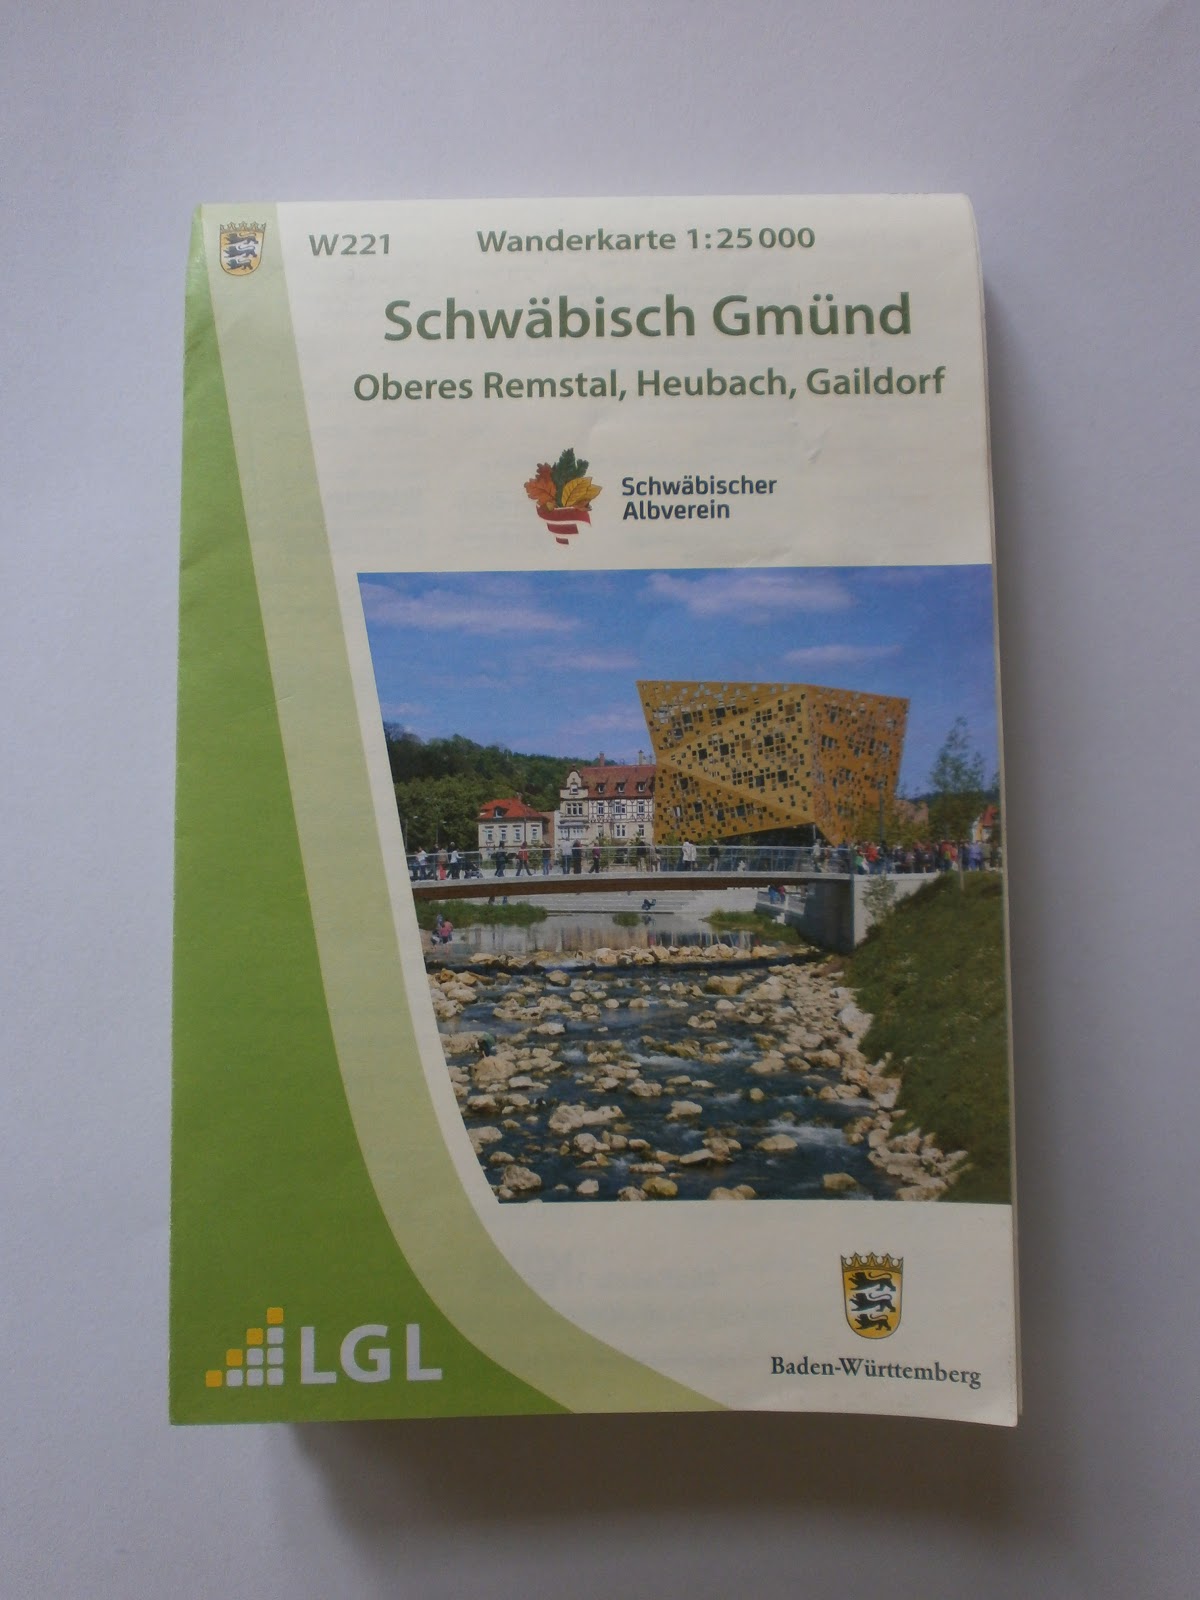 W221 Wanderkarte 1:25 000
Schwäbisch Gmünd
Oberes Remstal, Heubach, Gaildorf
Schwäbischer
Albverein
LGL
Baden-Württemberg